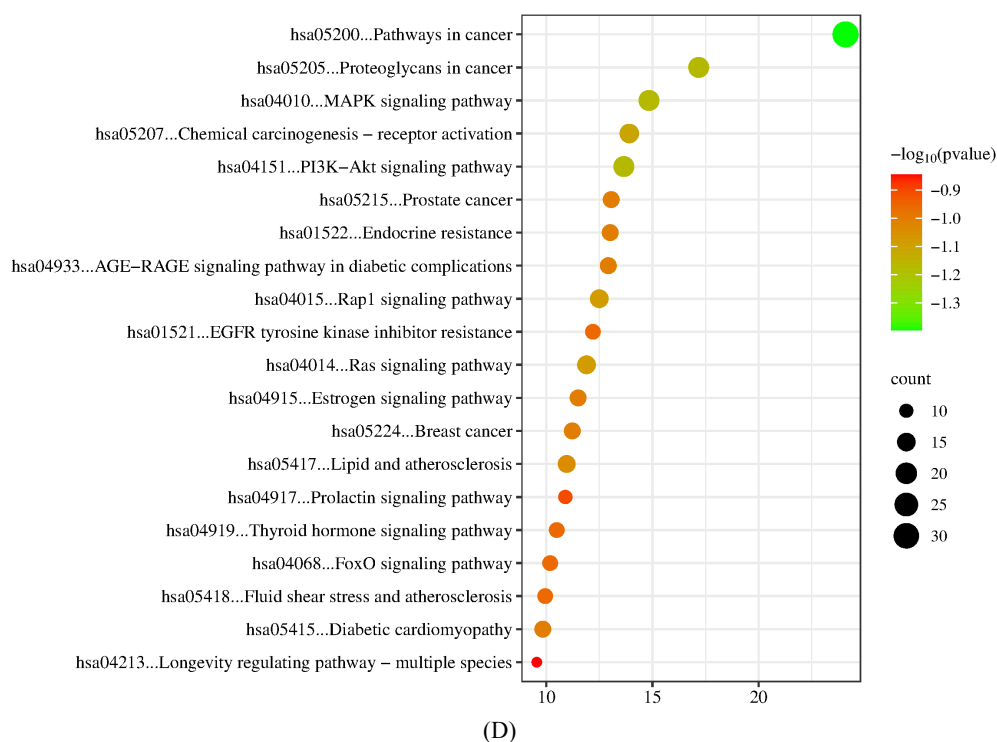 hsa05200...Pathways in cancer
hsa05205...Proteoglycans in cancer
hsa04010...MAPK signaling pathway
hsa05207...Chemical carcinogenesis − receptor activation
hsa04151...PI3K−Akt signaling pathway
hsa05215...Prostate cancer
hsa01522...Endocrine resistance
hsa04933...AGE−RAGE signaling pathway in diabetic complications
hsa04015...Rap1 signaling pathway
hsa01521...EGFR tyrosine kinase inhibitor resistance
hsa04014...Ras signaling pathway
hsa04915...Estrogen signaling pathway
hsa05224...Breast cancer
hsa05417...Lipid and atherosclerosis
hsa04917...Prolactin signaling pathway
hsa04919...Thyroid hormone signaling pathway
hsa04068...FoxO signaling pathway
hsa05418...Fluid shear stress and atherosclerosis
hsa05415...Diabetic cardiomyopathy
hsa04213...Longevity regulating pathway − multiple species
10 15 20
−log10(pvalue)
−0.9
−1.0
−1.1
−1.2
−1.3
count
10
15
20
25
30
(D)